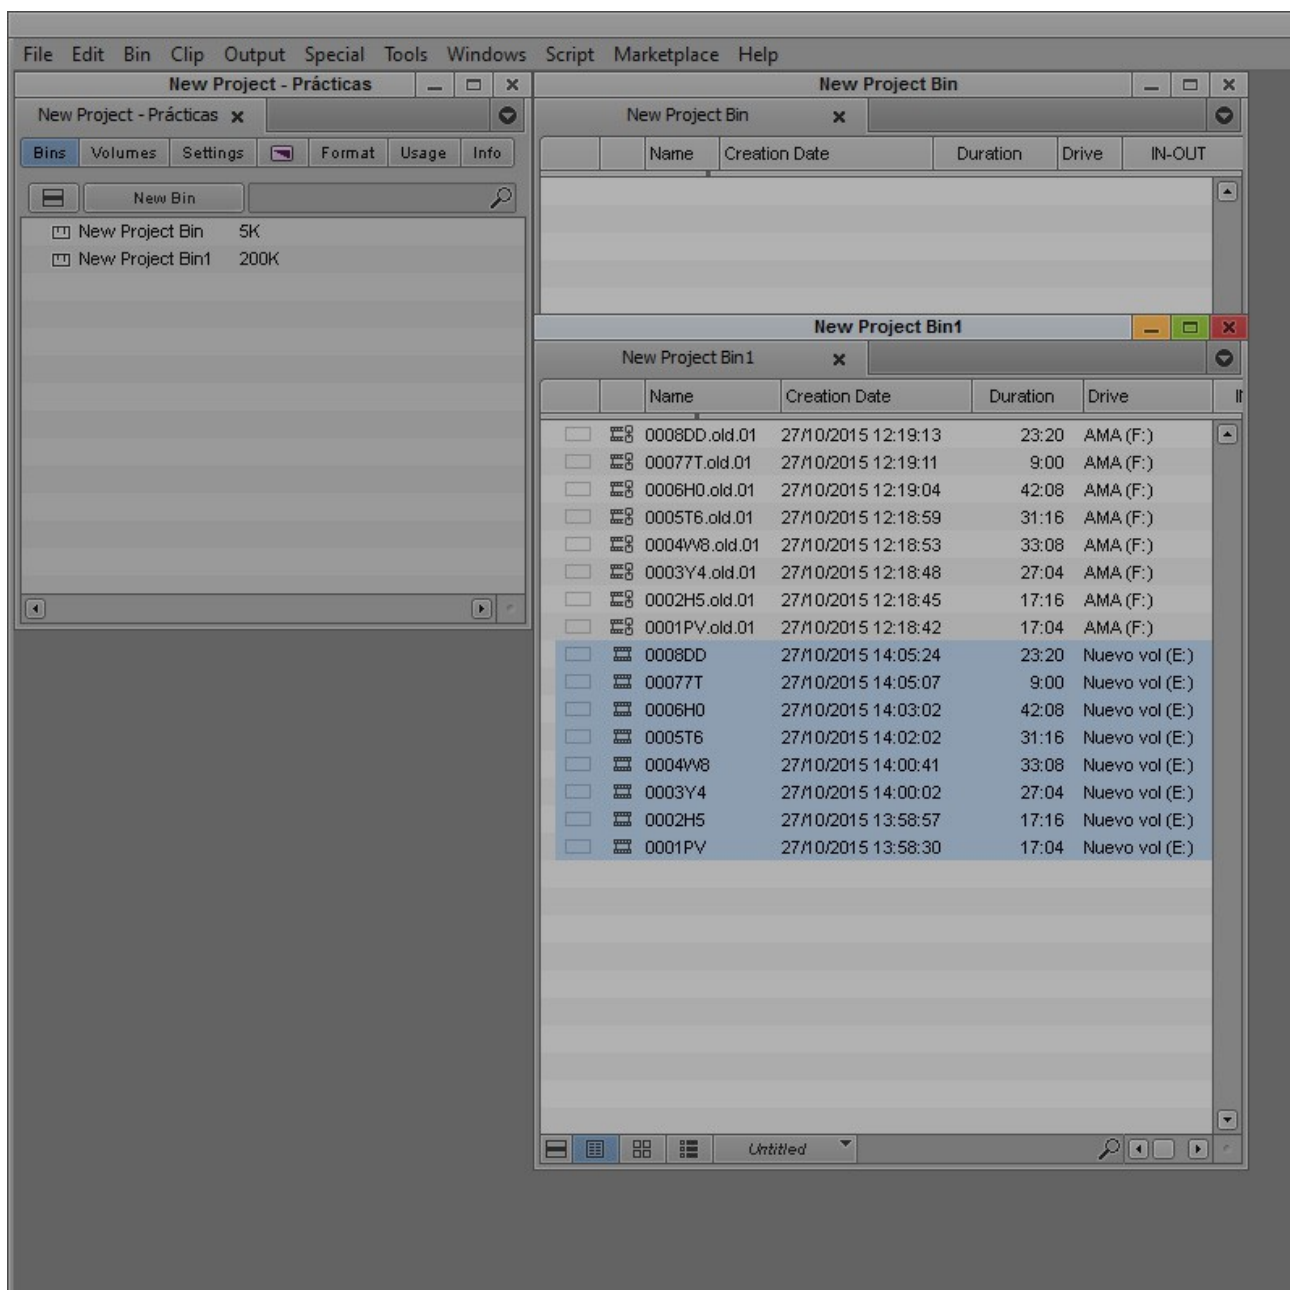 File Edit Bin Clip Output Special Tools Windows Script Marketplace Help
New Project - Prácticas
New Project - Prácticas
Bins Volumes Settings Format Usage Info
New Bin
New Project Bin 5K
New Project Bin1 200K
New Project Bin
New Project Bin
Name Creation Date Duration Drive IN-OUT
New Project Bin1
New Project Bin1
Name Creation Date Duration Drive
0008DD.old.01 27/10/2015 12:19:13 23:20 AMA (F:)
00077T.old.01 27/10/2015 12:19:11 9:00 AMA (F:)
0006H0.old.01 27/10/2015 12:19:04 42:08 AMA (F:)
0005T6.old.01 27/10/2015 12:18:59 31:16 AMA (F:)
0004W8.old.01 27/10/2015 12:18:53 33:08 AMA (F:)
0003Y4.old.01 27/10/2015 12:18:48 27:04 AMA (F:)
0002H5.old.01 27/10/2015 12:18:45 17:16 AMA (F:)
0001PV.old.01 27/10/2015 12:18:42 17:04 AMA (F:)
0008DD 27/10/2015 14:05:24 23:20 Nuevo vol (E:)
00077T 27/10/2015 14:05:07 9:00 Nuevo vol (E:)
0006H0 27/10/2015 14:03:02 42:08 Nuevo vol (E:)
0005T6 27/10/2015 14:02:02 31:16 Nuevo vol (E:)
0004W8 27/10/2015 14:00:41 33:08 Nuevo vol (E:)
0003Y4 27/10/2015 14:00:02 27:04 Nuevo vol (E:)
0002H5 27/10/2015 13:58:57 17:16 Nuevo vol (E:)
0001PV 27/10/2015 13:58:30 17:04 Nuevo vol (E:)
Untitled